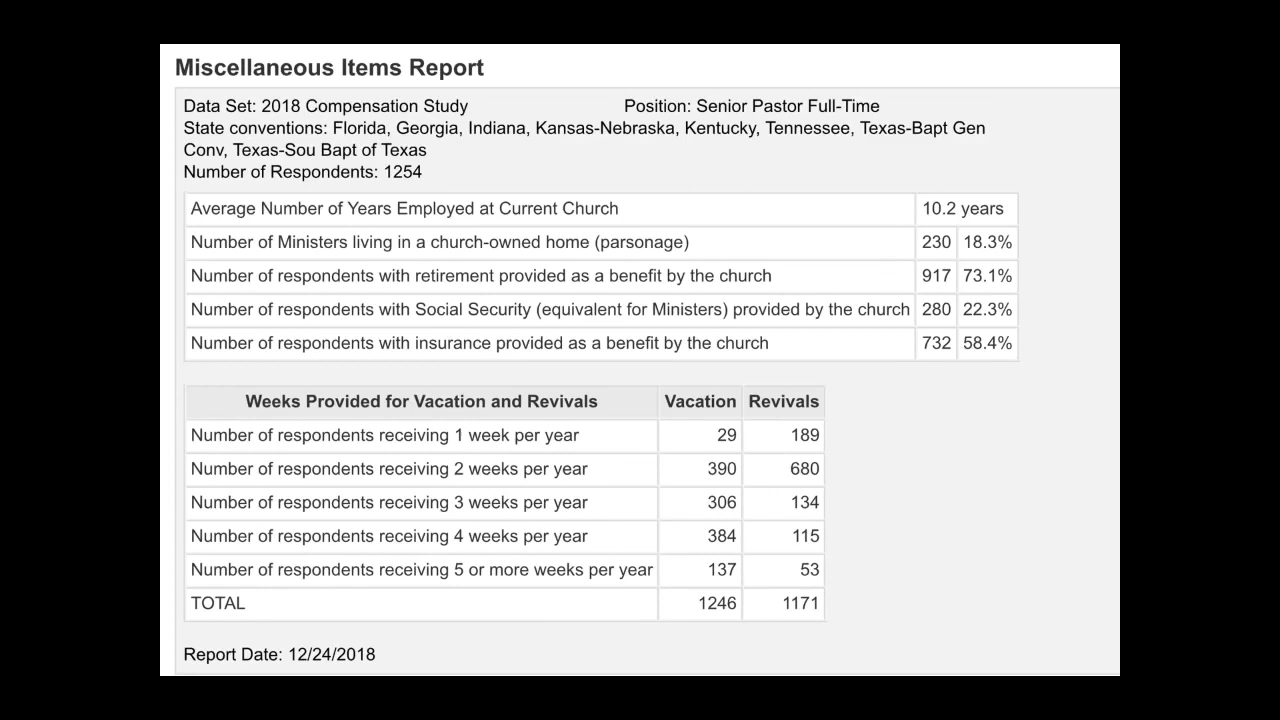 Miscellaneous Items Report
Data Set: 2018 Compensation Study Position: Senior Pastor Full-Time
State conventions: Florida, Georgia, Indiana, Kansas-Nebraska, Kentucky, Tennessee, Texas-Bapt Gen
Conv, Texas-Sou Bapt of Texas
Number of Respondents: 1254
Average Number of Years Employed at Current Church 10.2 years
Number of Ministers living in a church-owned home (parsonage) 230 18.3%
Number of respondents with retirement provided as a benefit by the church 917 73.1%
Number of respondents with Social Security (equivalent for Ministers) provided by the church 280 22.3%
Number of respondents with insurance provided as a benefit by the church 732 58.4%
Weeks Provided for Vacation and Revivals Vacation Revivals
Number of respondents receiving 1 week per year 29 189
Number of respondents receiving 2 weeks per year 390 680
Number of respondents receiving 3 weeks per year 306 134
Number of respondents receiving 4 weeks per year 384 115
Number of respondents receiving 5 or more weeks per year 137 53
TOTAL 1246 1171
Report Date: 12/24/2018